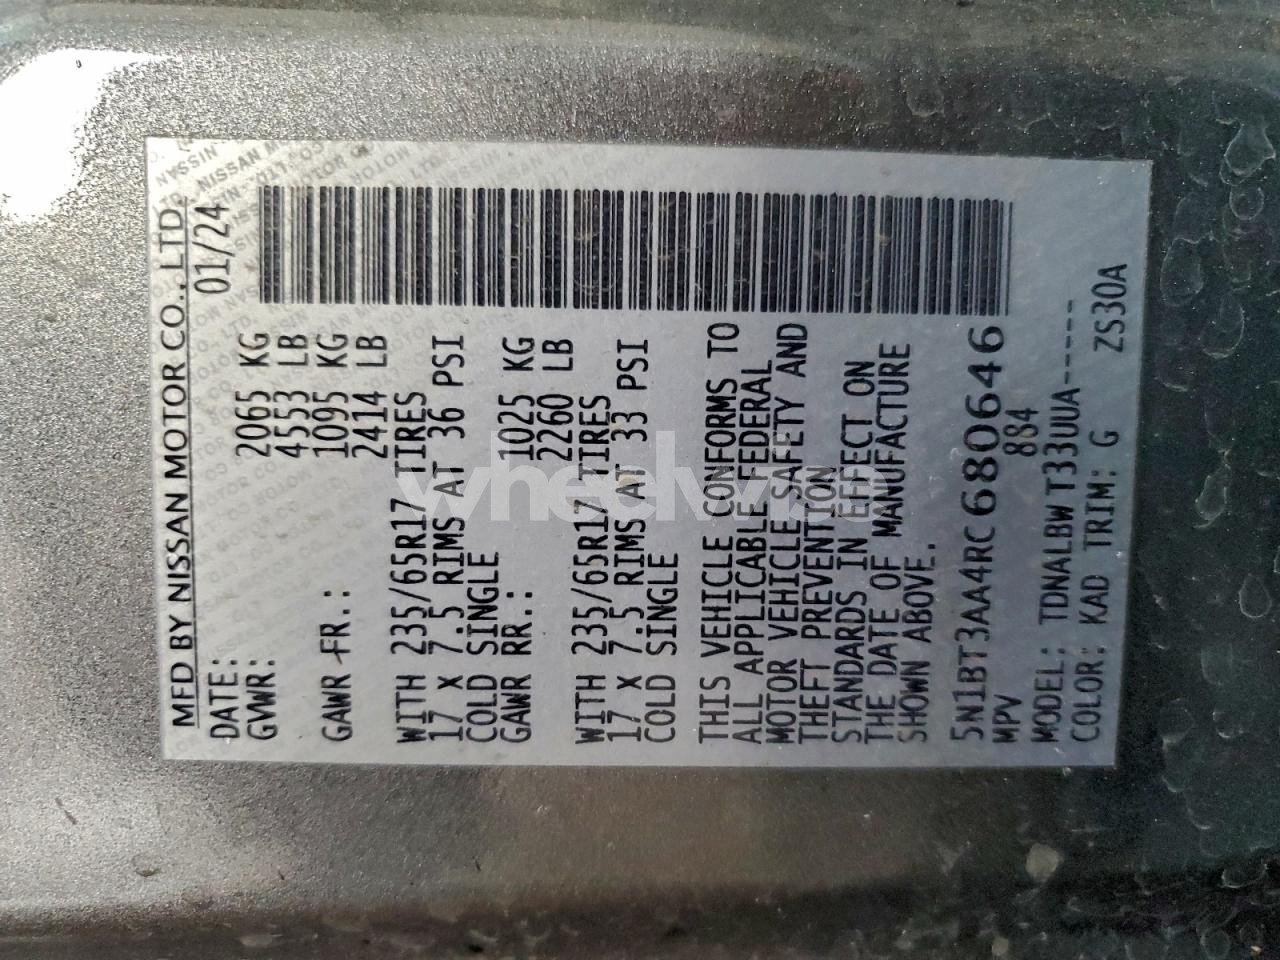 MFD BY NISSAN MOTOR CO., LTD.
DATE: 01/24
GVWR: 2065 KG
4553 LB
GAWR FR.: 1095 KG
2414 LB
WITH 235/65R17 TIRES
17 X 7.5 RIMS AT 36 PSI
COLD SINGLE
GAWR RR.: 1025 KG
2260 LB
WITH 235/65R17 TIRES
17 X 7.5 RIMS AT 33 PSI
COLD SINGLE
THIS VEHICLE CONFORMS TO
ALL APPLICABLE FEDERAL
MOTOR VEHICLE SAFETY AND
THEFT PREVENTION
STANDARDS IN EFFECT ON
THE DATE OF MANUFACTURE
SHOWN ABOVE.
5N1BT3AA4RC680646
MPV 884
MODEL: TDNALBW T33UUA-----
COLOR: KAD TRIM: G ZS30A